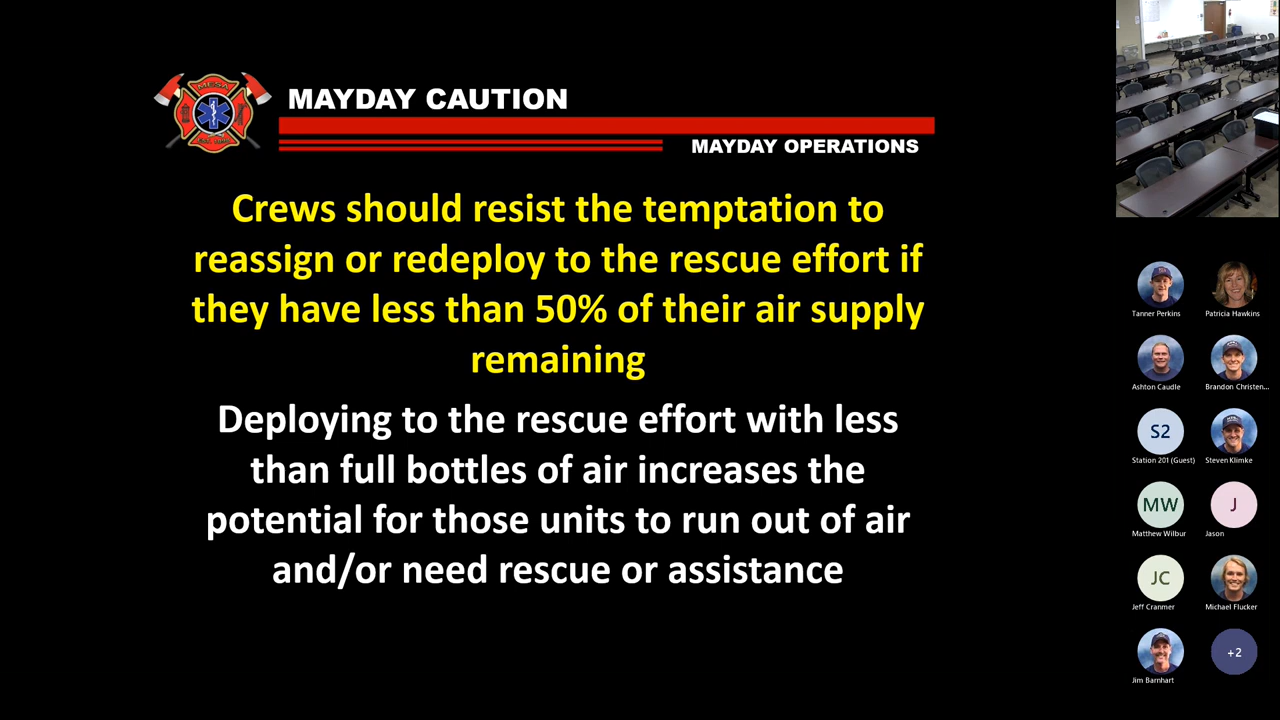 MAYDAY CAUTION
MAYDAY OPERATIONS
Crews should resist the temptation to
reassign or redeploy to the rescue effort if
they have less than 50% of their air supply
remaining
Deploying to the rescue effort with less
than full bottles of air increases the
potential for those units to run out of air
and/or need rescue or assistance
Tanner Perkins
Patricia Hawkins
Ashton Caudle
Brandon Christen...
S2
Station 201 (Guest)
Steven Klimke
MW
Matthew Wilbur
J
Jason
JC
Jeff Cranmer
Michael Flucker
Jim Barnhart
+2